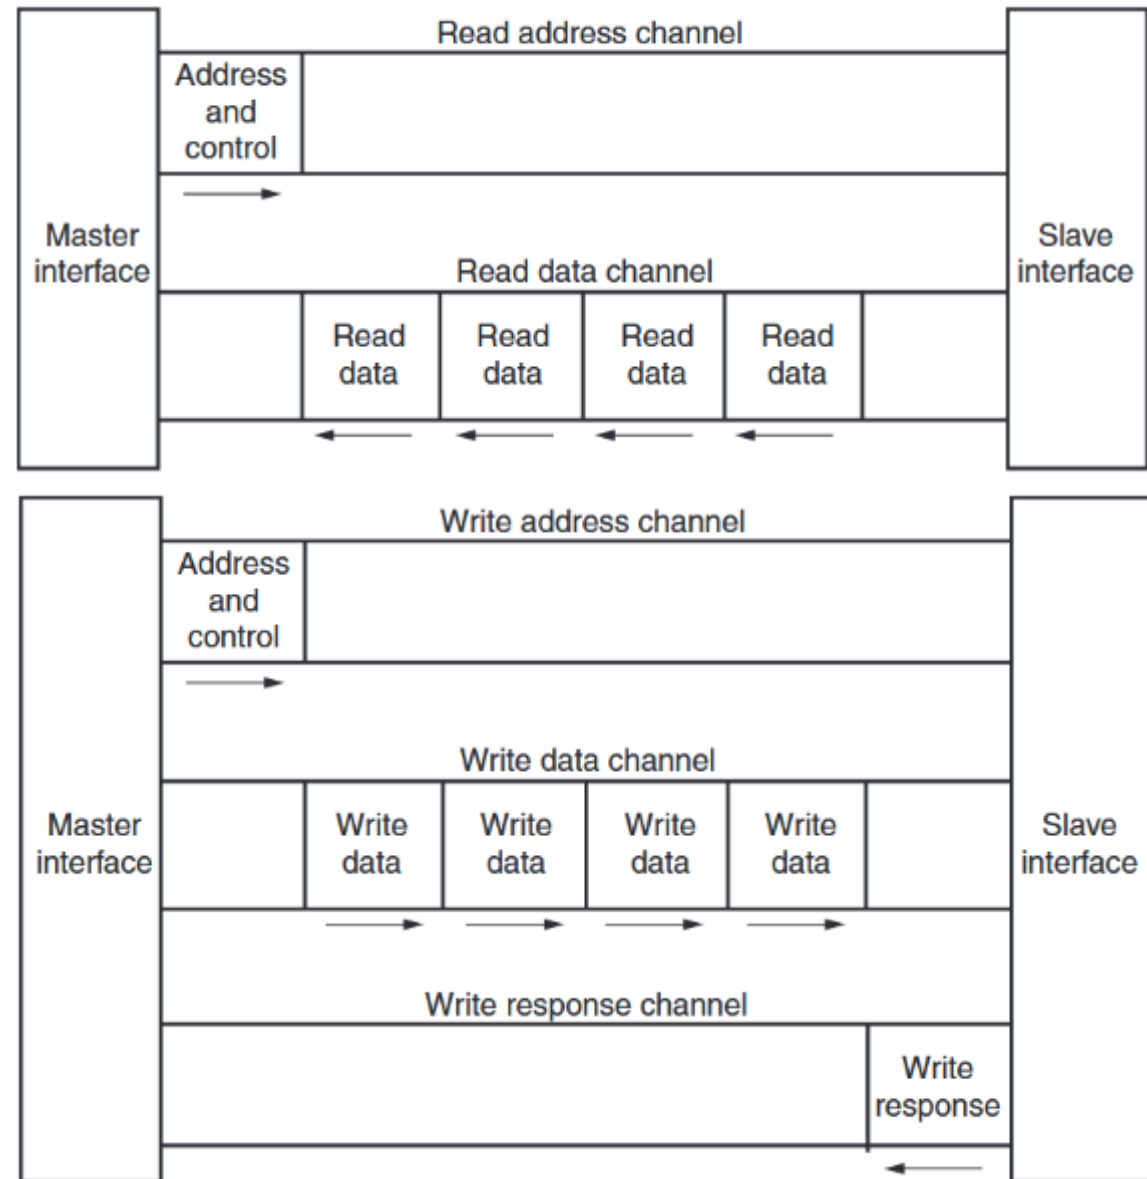 Read address channel
Address
and
control
Master
interface
Slave
interface
Read data channel
Read
data
Read
data
Read
data
Read
data
Write address channel
Address
and
control
Write data channel
Master
interface
Write
data
Write
data
Write
data
Write
data
Slave
interface
Write response channel
Write
response